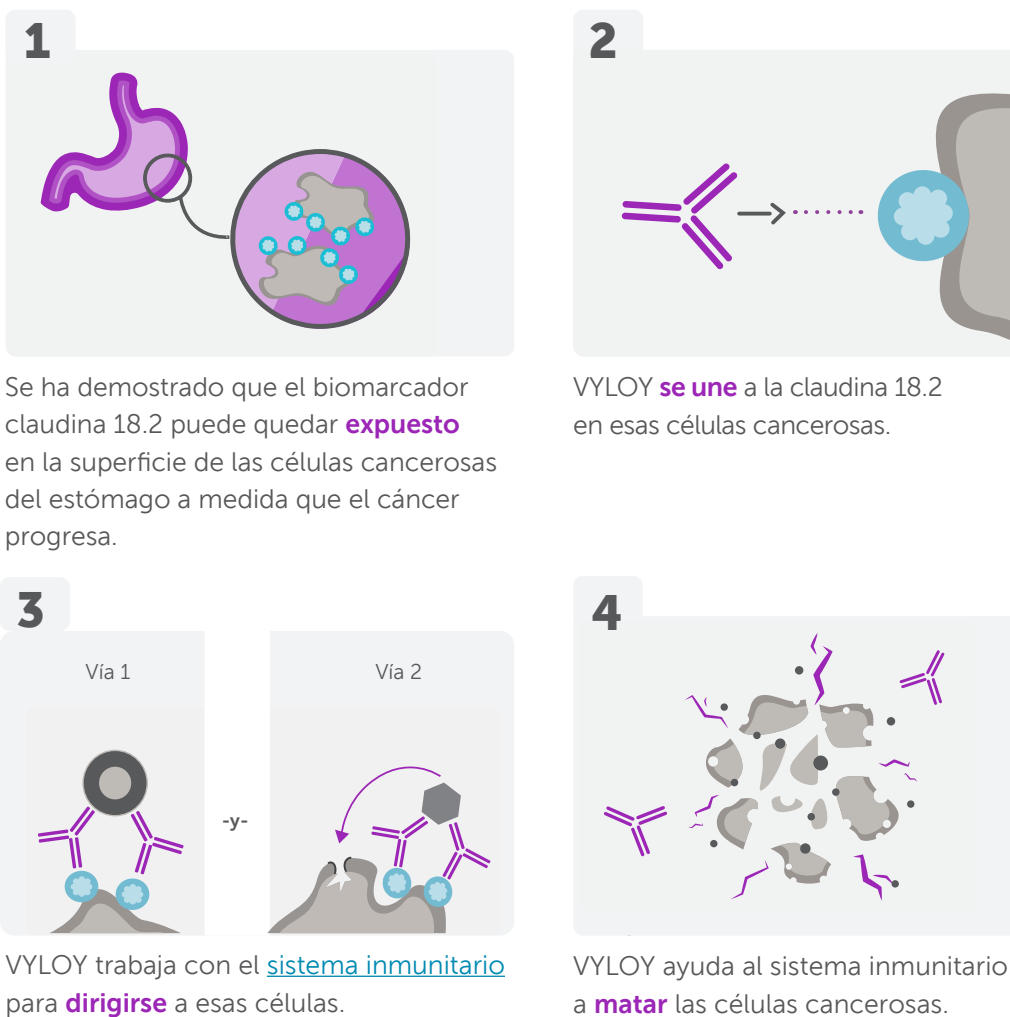 1
Se ha demostrado que el biomarcador
claudina 18.2 puede quedar expuesto
en la superficie de las células cancerosas
del estómago a medida que el cáncer
progresa.
2
VYLOY se une a la claudina 18.2
en esas células cancerosas.
3
Vía 1
-y-
Vía 2
VYLOY trabaja con el sistema inmunitario
para dirigirse a esas células.
4
VYLOY ayuda al sistema inmunitario
a matar las células cancerosas.